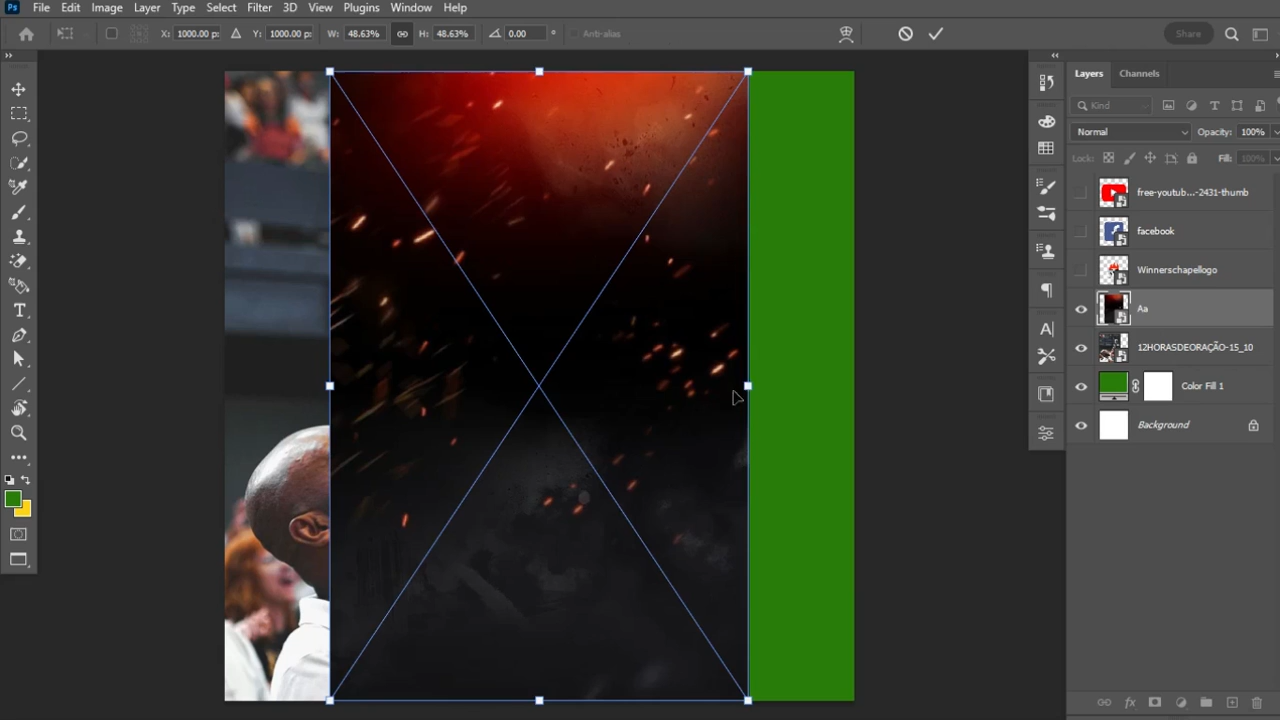 Ps File Edit Image Layer Type Select Filter 3D View Plugins Window Help
X: 1000.00 p: Y: 1000.00 p: W: 48.63% H: 48.63% 0.00 ° Anti-alias Share
Layers Channels
Kind
Normal Opacity: 100%
Lock: Fill: 100%
free-youtub...-2431-thumb
facebook
Winnerschapellogo
Aa
12HORASDEORAÇÃO-15_10
Color Fill 1
Background